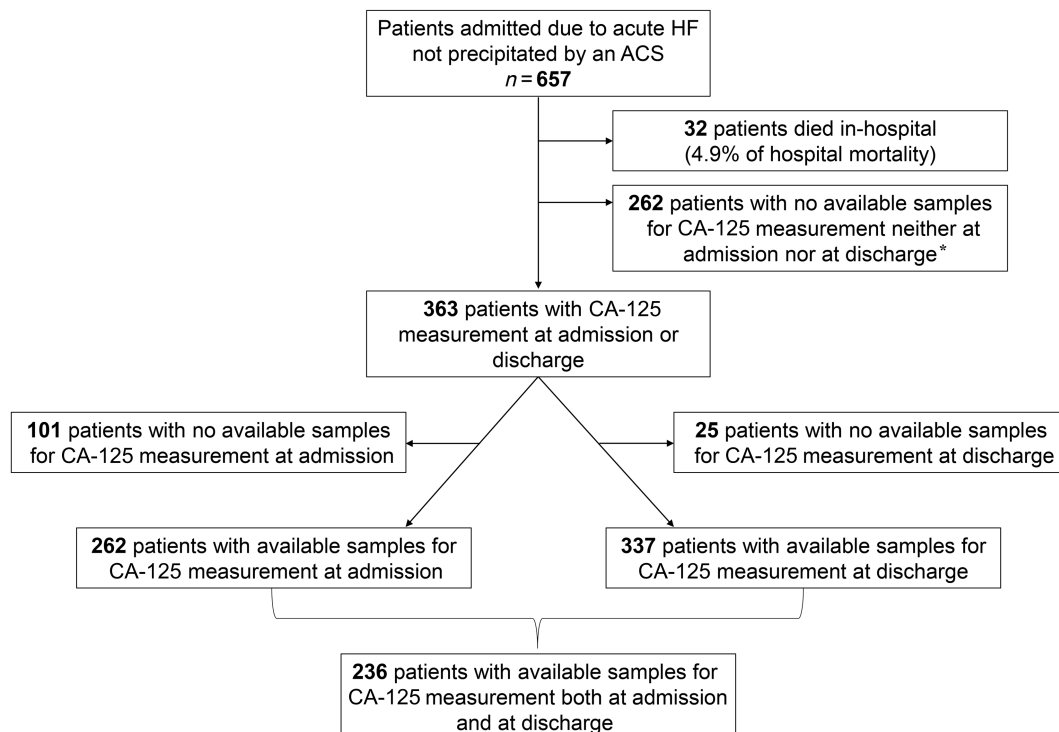 Patients admitted due to acute HF
not precipitated by an ACS
n = 657
32 patients died in-hospital
(4.9% of hospital mortality)
262 patients with no available samples
for CA-125 measurement neither at
admission nor at discharge*
363 patients with CA-125
measurement at admission or
discharge
101 patients with no available samples
for CA-125 measurement at admission
25 patients with no available samples
for CA-125 measurement at discharge
262 patients with available samples for
CA-125 measurement at admission
337 patients with available samples for
CA-125 measurement at discharge
236 patients with available samples for
CA-125 measurement both at admission
and at discharge